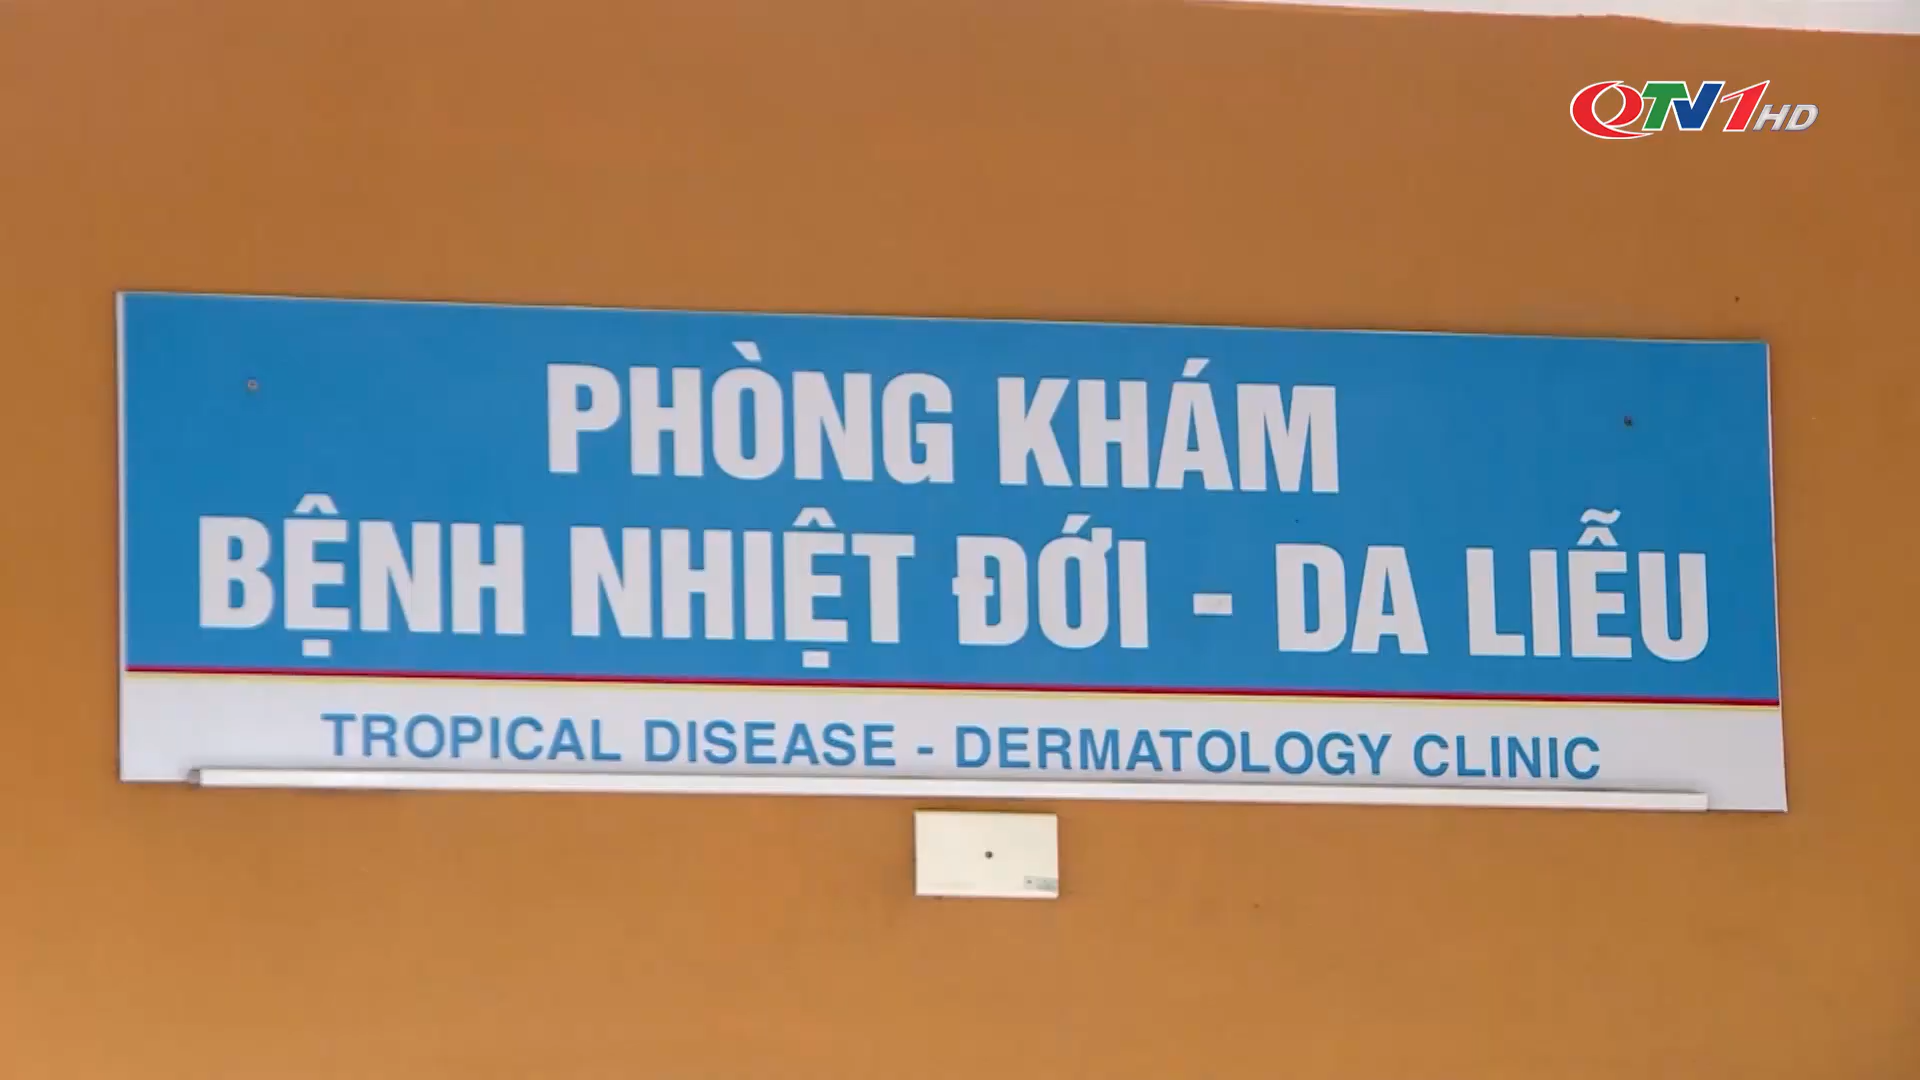 QTV1HD
PHÒNG KHÁM
BỆNH NHIỆT ĐỚI - DA LIỄU
TROPICAL DISEASE - DERMATOLOGY CLINIC